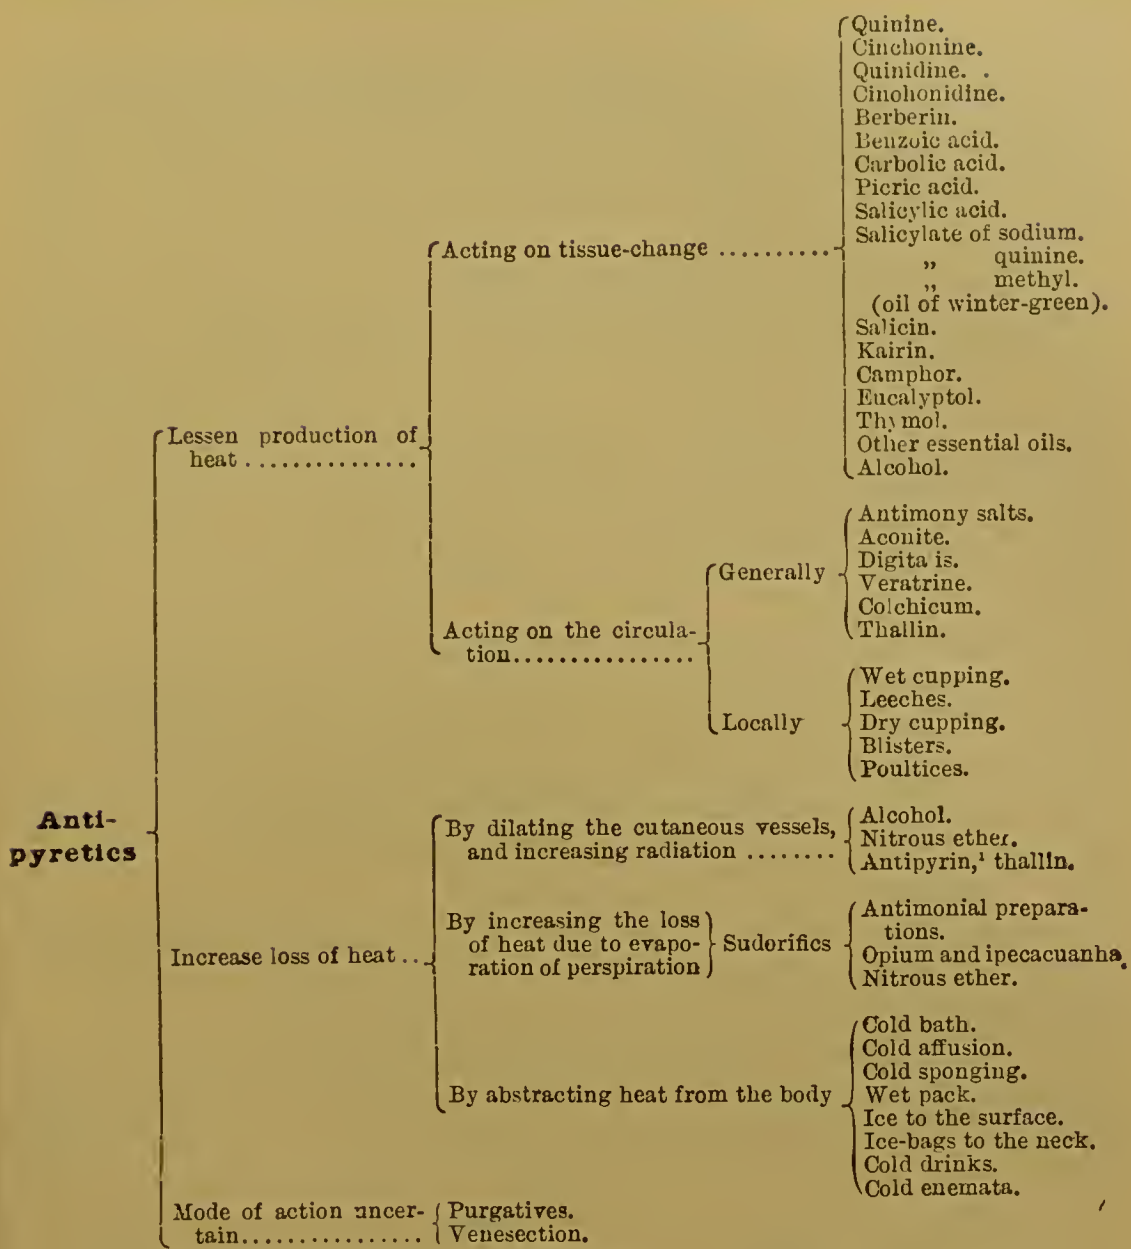 Quinine.
Cinchonine.
Quinidine. .
Cinohonidine.
Berberin.
Benzoic acid.
Carbolic acid.
Picric acid.
Salicylic acid.
Acting on tissue-change ..........
Salicylate of sodium.
„ quinine.
„ methyl.
(oil of winter-green).
Salicin.
Kairin.
Camphor.
Eucalyptol.
Lessen production of
heat ...............
Thymol.
Other essential oils.
Alcohol.
Antimony salts.
Aconite.
Generally
Digita is.
Veratrine.
Colchicum.
Thallin.
Acting on the circula-
tion................
Wet cupping.
Leeches.
Locally
Dry cupping.
Blisters.
Poultices.
Anti-
pyretics
By dilating the cutaneous vessels,
and increasing radiation ........
Alcohol.
Nitrous ether.
Antipyrin,¹ thallin.
Increase loss of heat ..
By increasing the loss
of heat due to evapo-
ration of perspiration
Sudorifics
Antimonial prepara-
tions.
Opium and ipecacuanha.
Nitrous ether.
By abstracting heat from the body
Cold bath.
Cold affusion.
Cold sponging.
Wet pack.
Ice to the surface.
Ice-bags to the neck.
Cold drinks.
Cold enemata.
Mode of action uncer-
tain................
Purgatives.
Venesection.